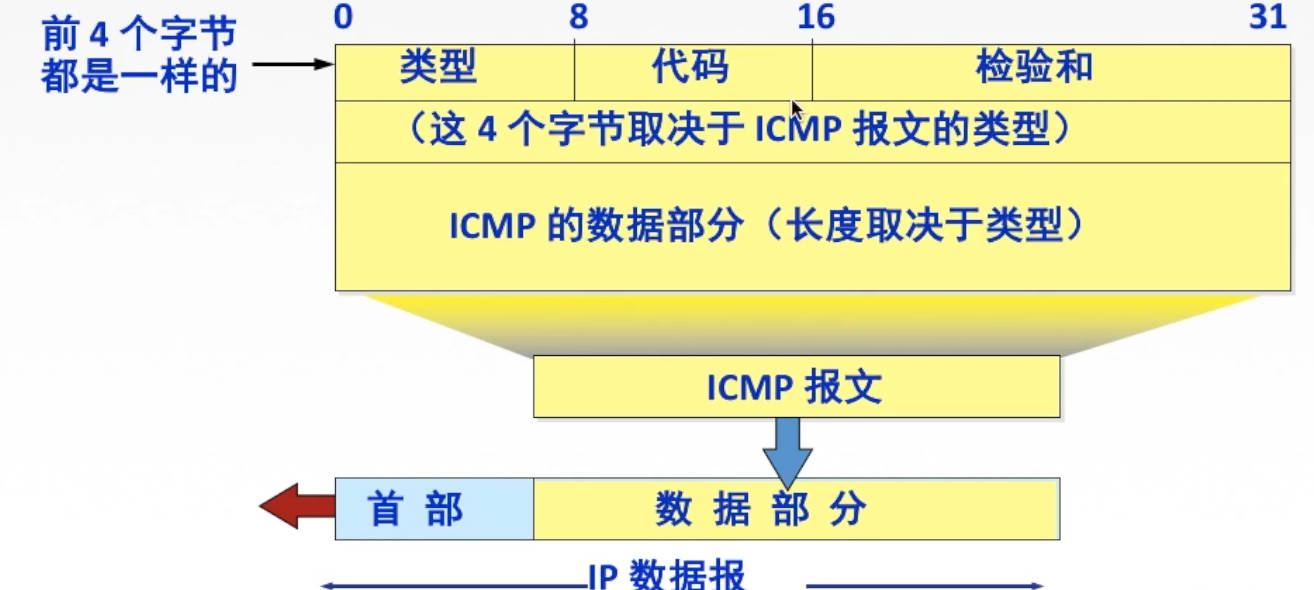 0 8 16 31
前 4 个字节
都是一样的
类型 代码 检验和
（这 4 个字节取决于 ICMP 报文的类型）
ICMP 的数据部分（长度取决于类型）
ICMP 报文
首 部 数 据 部 分
IP 数据报